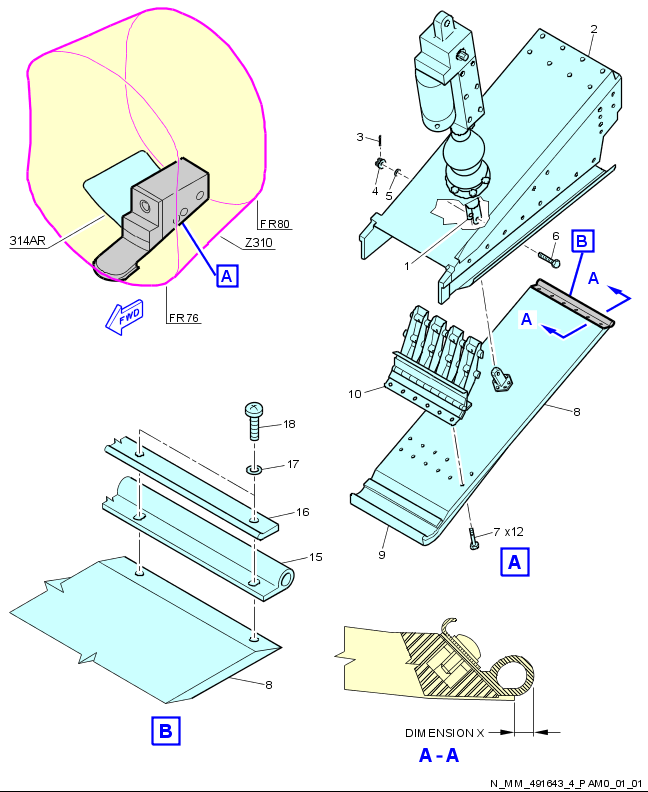 2
3
4
5
6
B
A
A
1
FR80
314AR
Z310
A
FWD
FR76
10
8
18
17
16
7 x12
15
9
A
8
B
DIMENSION X
A-A
N_MM_491643_4_PAM0_01_01